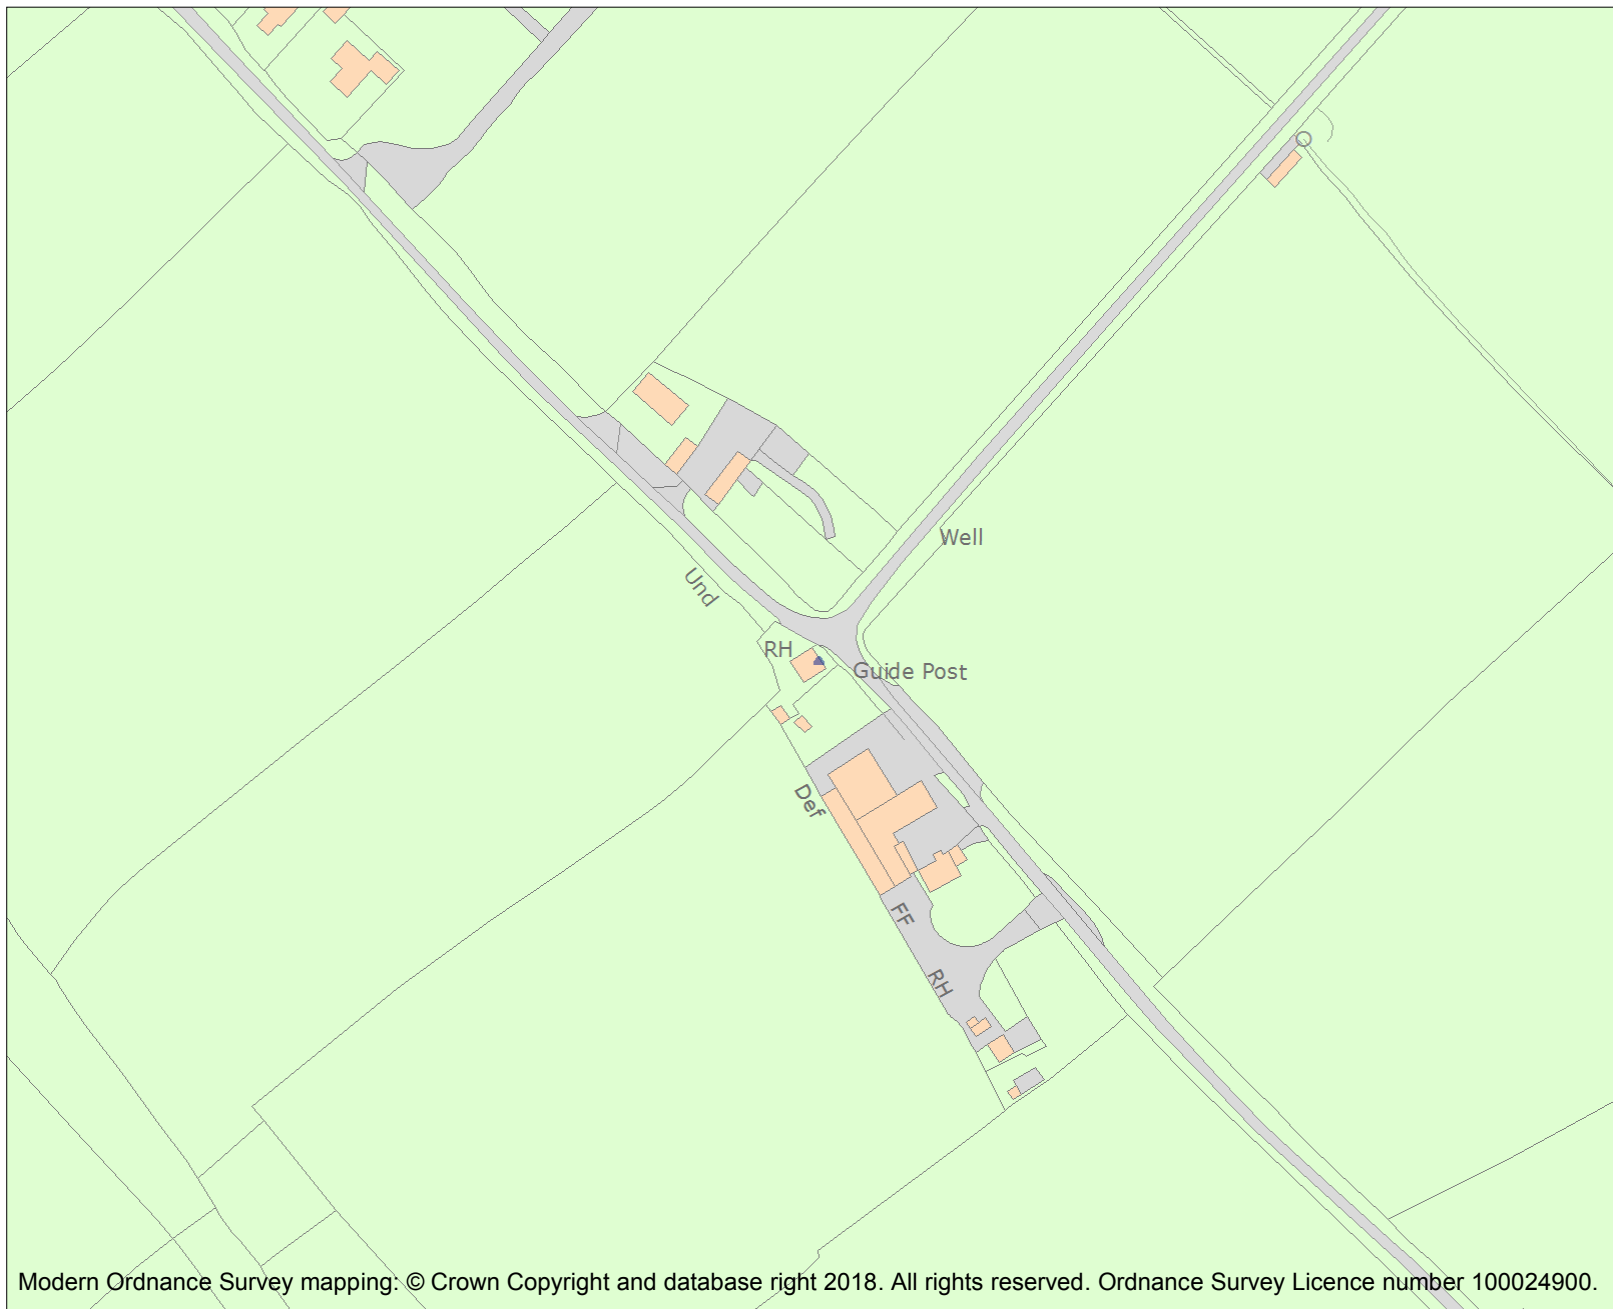 Well
Und
RH
Guide Post
Def
FF
RH
Modern Ordnance Survey mapping: © Crown Copyright and database right 2018. All rights reserved. Ordnance Survey Licence number 100024900.